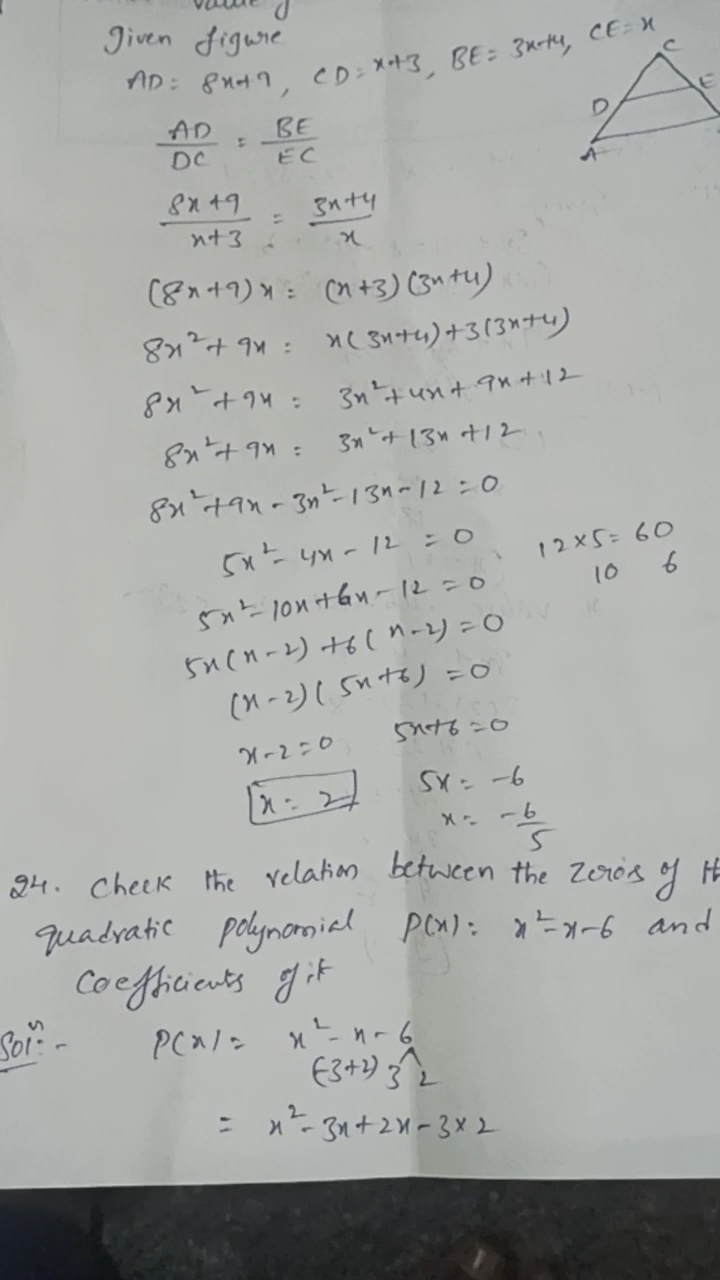 value of
given figure
AD = 8x+9, CD = x+3, BE = 3x+4, CE = x
C
D E
A
AD/DC = BE/EC
8x+9/x+3 = 3x+4/x
(8x+9)x = (x+3)(3x+4)
8x²+9x = x(3x+4)+3(3x+4)
8x²+9x = 3x²+4x+9x+12
8x²+9x = 3x²+13x+12
8x²+9x-3x²-13x-12=0
5x²-4x-12=0 12×5=60
10 6
5x²-10x+6x-12=0
5x(x-2)+6(x-2)=0
(x-2)(5x+6)=0
x-2=0 5x+6=0
x=2 5x=-6
x=-6/5
24. Check the relation between the zeros of th
quadratic polynomial P(x) = x²-x-6 and
coefficients of it
Solⁿ:- P(x) = x²-x-6
(-3+2) 3 2
= x²-3x+2x-3×2